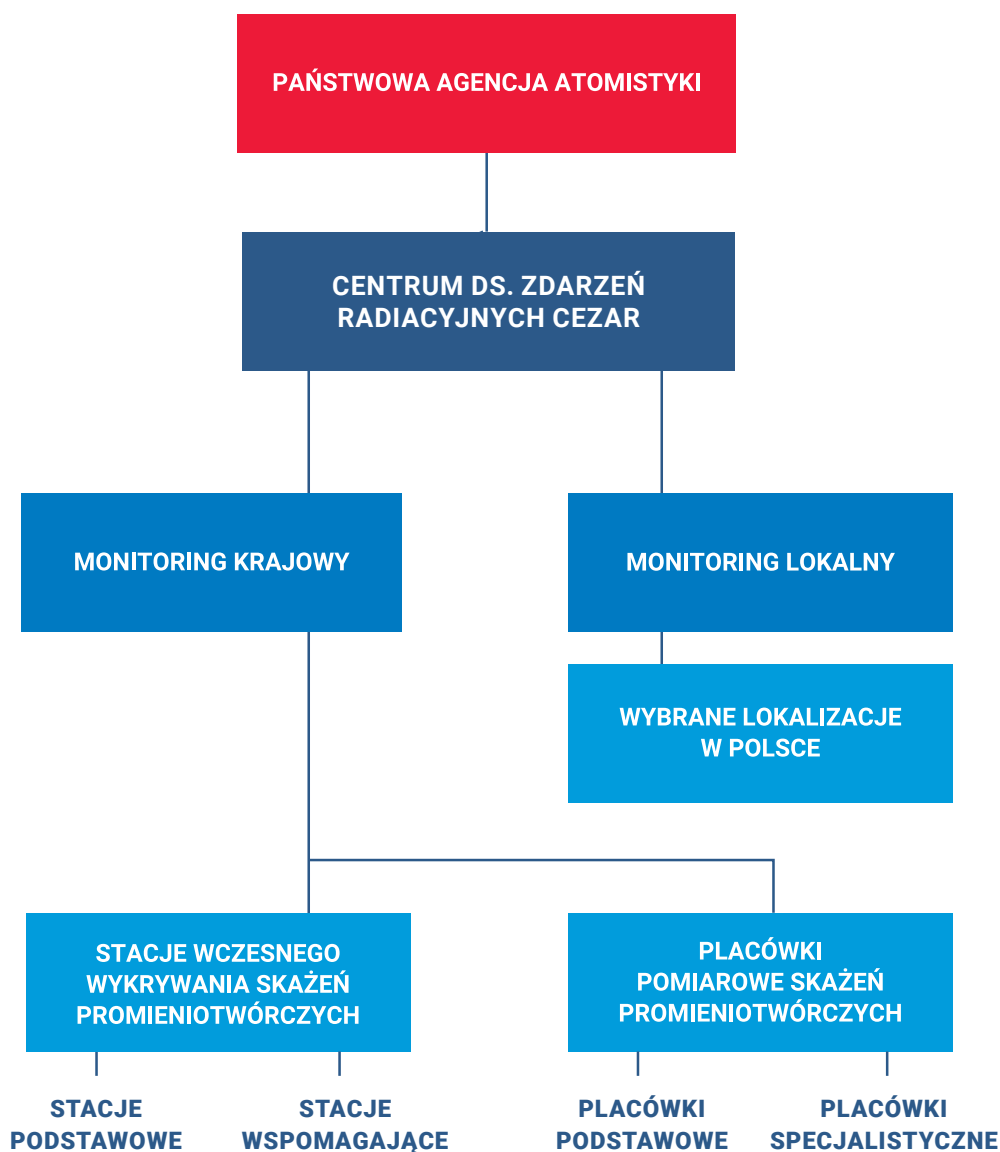 PAŃSTWOWA AGENCJA ATOMISTYKI
CENTRUM DS. ZDARZEŃ
RADIACYJNYCH CEZAR
MONITORING KRAJOWY
MONITORING LOKALNY
WYBRANE LOKALIZACJE
W POLSCE
STACJE WCZESNEGO
WYKRYWANIA SKAŻEŃ
PROMIENIOTWÓRCZYCH
PLACÓWKI
POMIAROWE SKAŻEŃ
PROMIENIOTWÓRCZYCH
STACJE
PODSTAWOWE
STACJE
WSPOMAGAJĄCE
PLACÓWKI
PODSTAWOWE
PLACÓWKI
SPECJALISTYCZNE